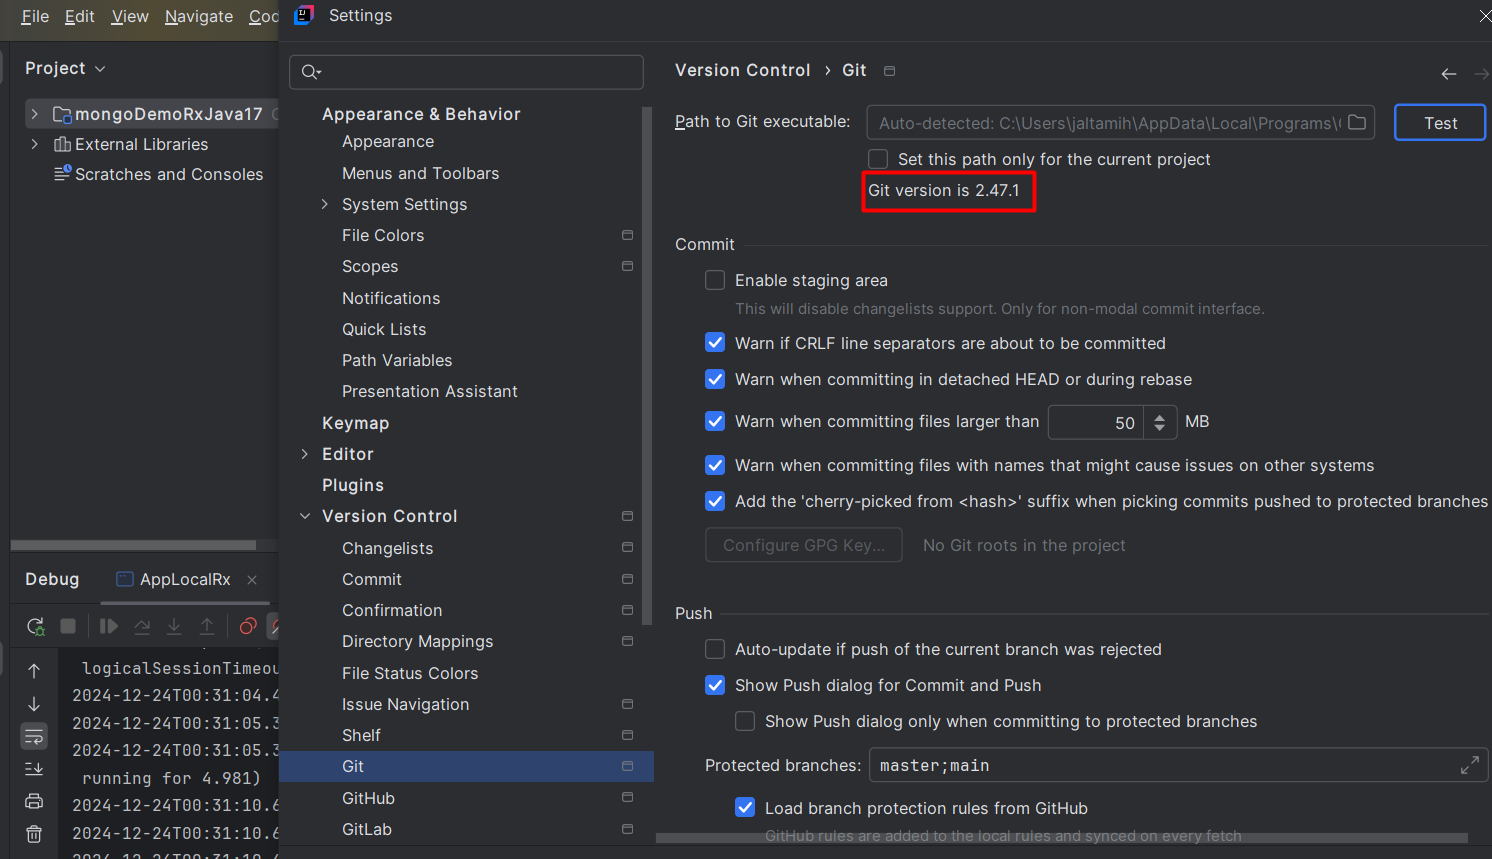 File Edit View Navigate Cod
Settings
Project
mongoDemoRxJava17
External Libraries
Scratches and Consoles
Appearance & Behavior
Appearance
Menus and Toolbars
System Settings
File Colors
Scopes
Notifications
Quick Lists
Path Variables
Presentation Assistant
Keymap
Editor
Plugins
Version Control
Changelists
Commit
Confirmation
Directory Mappings
File Status Colors
Issue Navigation
Shelf
Git
GitHub
GitLab
Version Control › Git
Path to Git executable: Auto-detected: C:\Users\jaltamih\AppData\Local\Programs\ Test
Set this path only for the current project
Git version is 2.47.1
Commit
Enable staging area
This will disable changelists support. Only for non-modal commit interface.
Warn if CRLF line separators are about to be committed
Warn when committing in detached HEAD or during rebase
Warn when committing files larger than 50 MB
Warn when committing files with names that might cause issues on other systems
Add the 'cherry-picked from <hash>' suffix when picking commits pushed to protected branches
Configure GPG Key... No Git roots in the project
Push
Auto-update if push of the current branch was rejected
Show Push dialog for Commit and Push
Show Push dialog only when committing to protected branches
Protected branches: master;main
Load branch protection rules from GitHub
GitHub rules are added to the local rules and synced on every fetch
Debug AppLocalRx
logicalSessionTimeou
2024-12-24T00:31:04.4
2024-12-24T00:31:05.3
2024-12-24T00:31:05.3
running for 4.981)
2024-12-24T00:31:10.6
2024-12-24T00:31:10.6